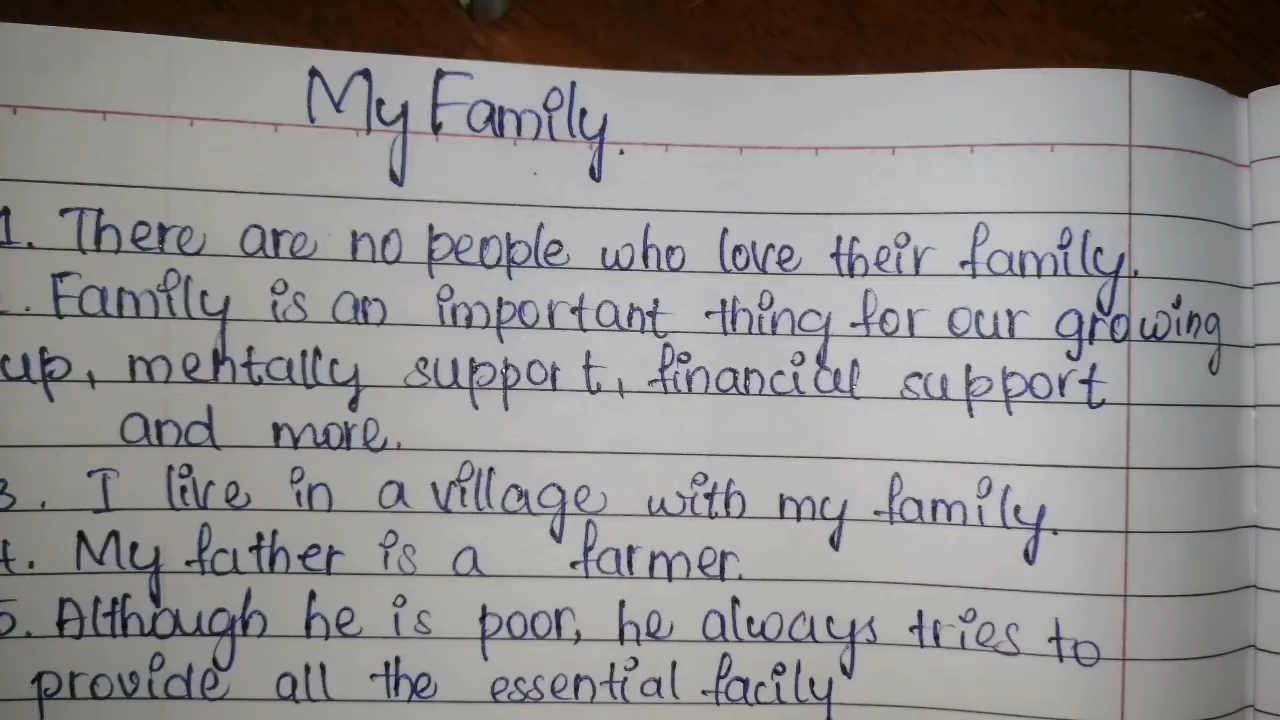 My Family.
1. There are no people who love their family.
. Family is an important thing for our growing
up, mentally support, financial support
and more.
3. I live in a village with my family.
4. My father is a farmer.
5. Although he is poor, he always tries to
provide all the essential facily